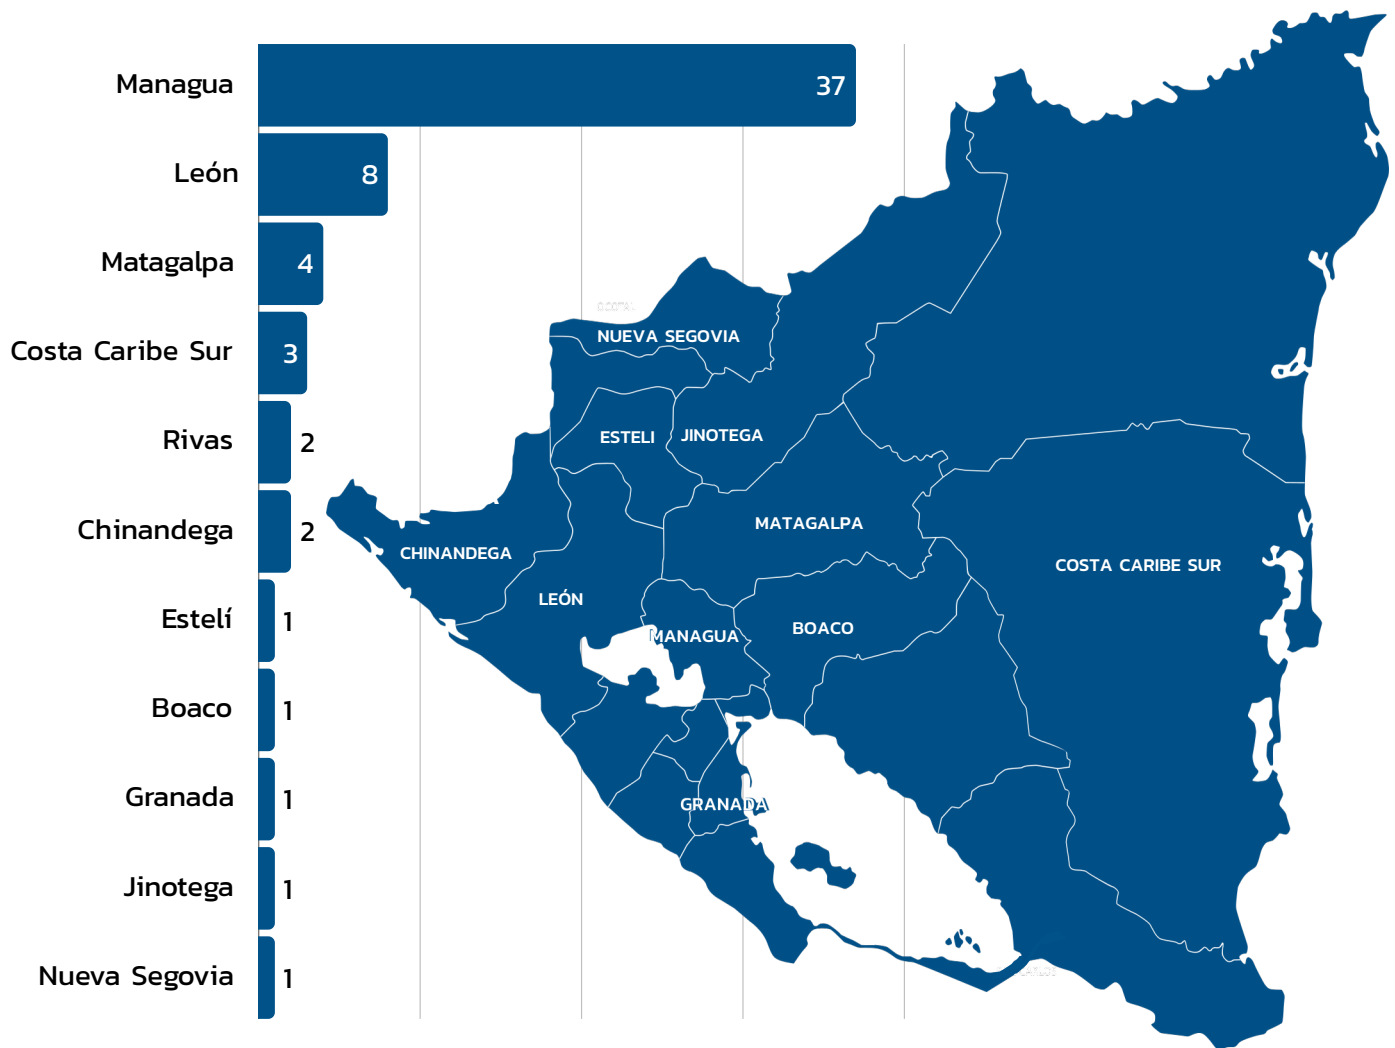 Managua
37
León
8
Matagalpa
4
Costa Caribe Sur
3
Rivas
2
Chinandega
2
Estelí
1
Boaco
1
Granada
1
Jinotega
1
Nueva Segovia
1
NUEVA SEGOVIA
ESTELI
JINOTEGA
MATAGALPA
CHINANDEGA
COSTA CARIBE SUR
LEÓN
MANAGUA
BOACO
GRANADA